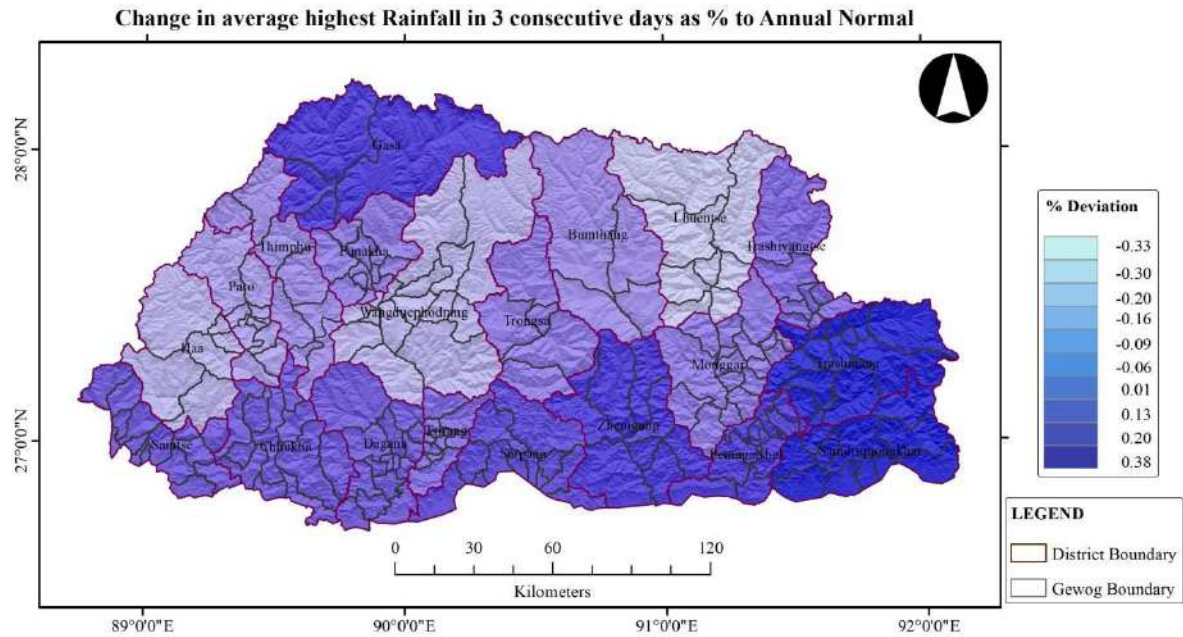 Change in average highest Rainfall in 3 consecutive days as % to Annual Normal
28°0'0"N
27°0'0"N
Gasa
Lhuentse
Bumthang
Trashiyangtse
Thimphu
Punakha
Paro
Wangduephodrang
Trongsa
Haa
Monggar
Trashigang
Zhemgang
Samtse
Chhukha
Dagana
Tsirang
Sarpang
Pemagatshel
Samdrupjongkhar
0 30 60 120
Kilometers
89°0'0"E 90°0'0"E 91°0'0"E 92°0'0"E
% Deviation
-0.33
-0.30
-0.20
-0.16
-0.09
-0.06
0.01
0.13
0.20
0.38
LEGEND
District Boundary
Gewog Boundary